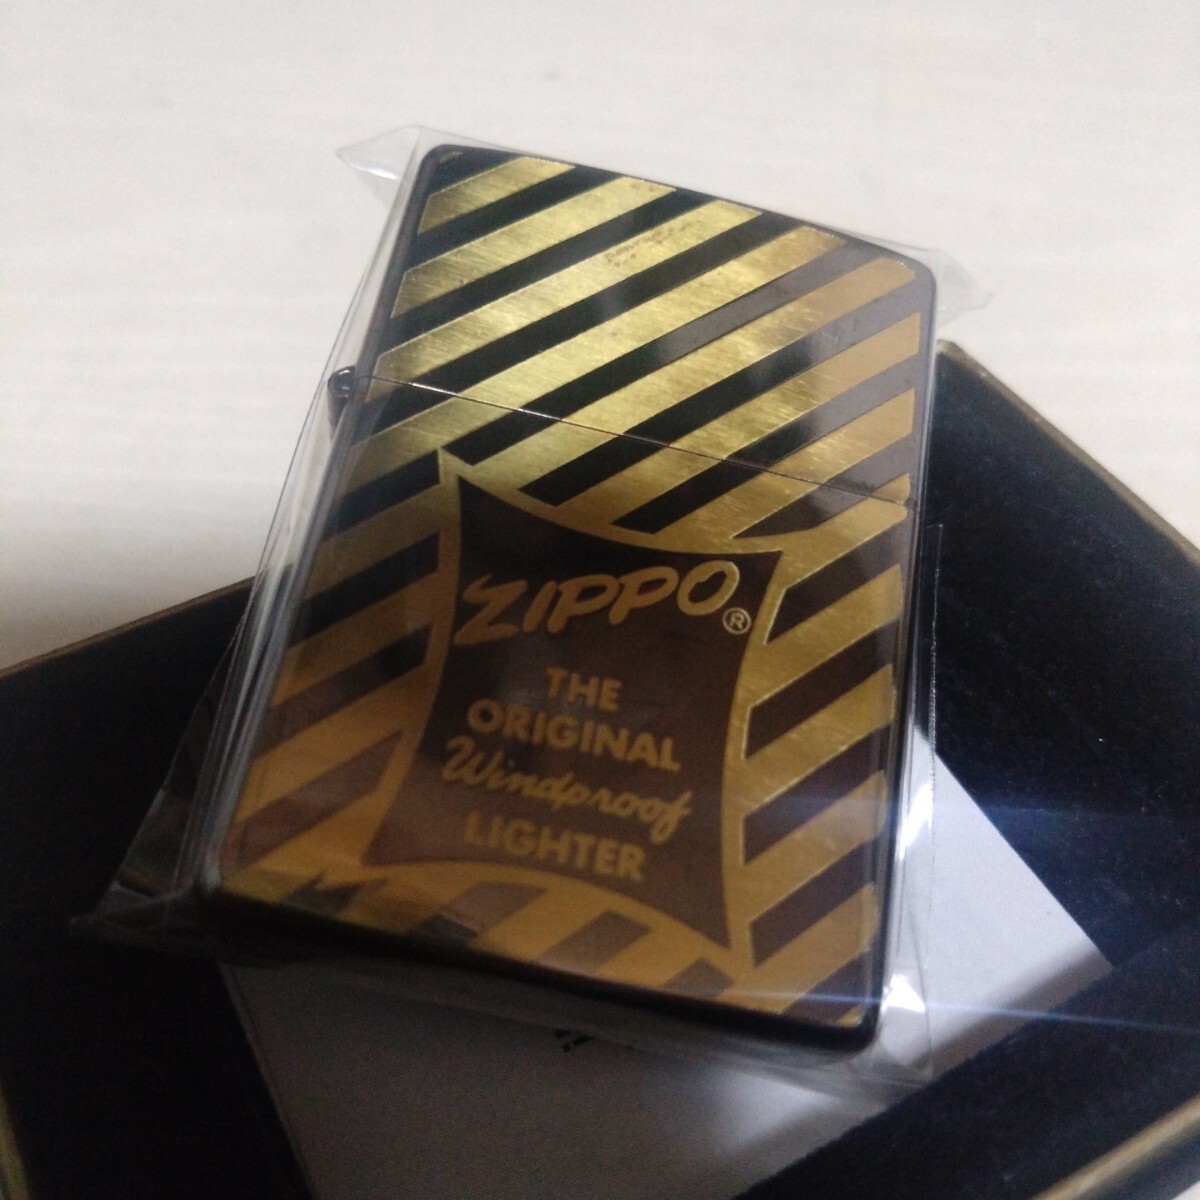 ZIPPO®
THE
ORIGINAL
Windproof
LIGHTER